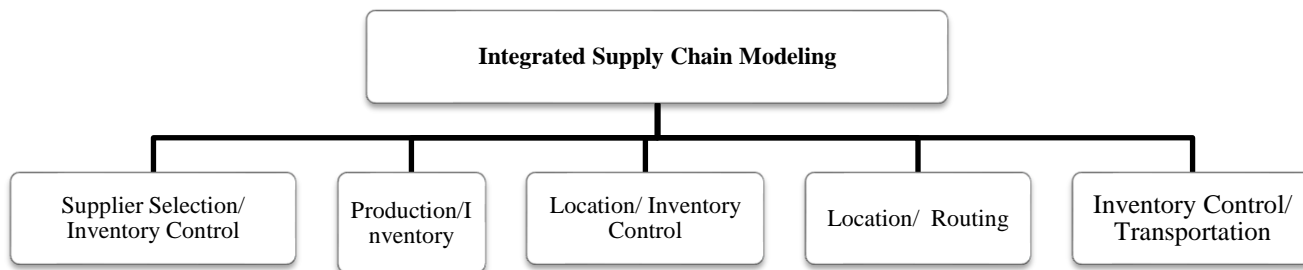 Integrated Supply Chain Modeling
Supplier Selection/
Inventory Control
Production/I
nventory
Location/ Inventory
Control
Location/  Routing
Inventory Control/
Transportation